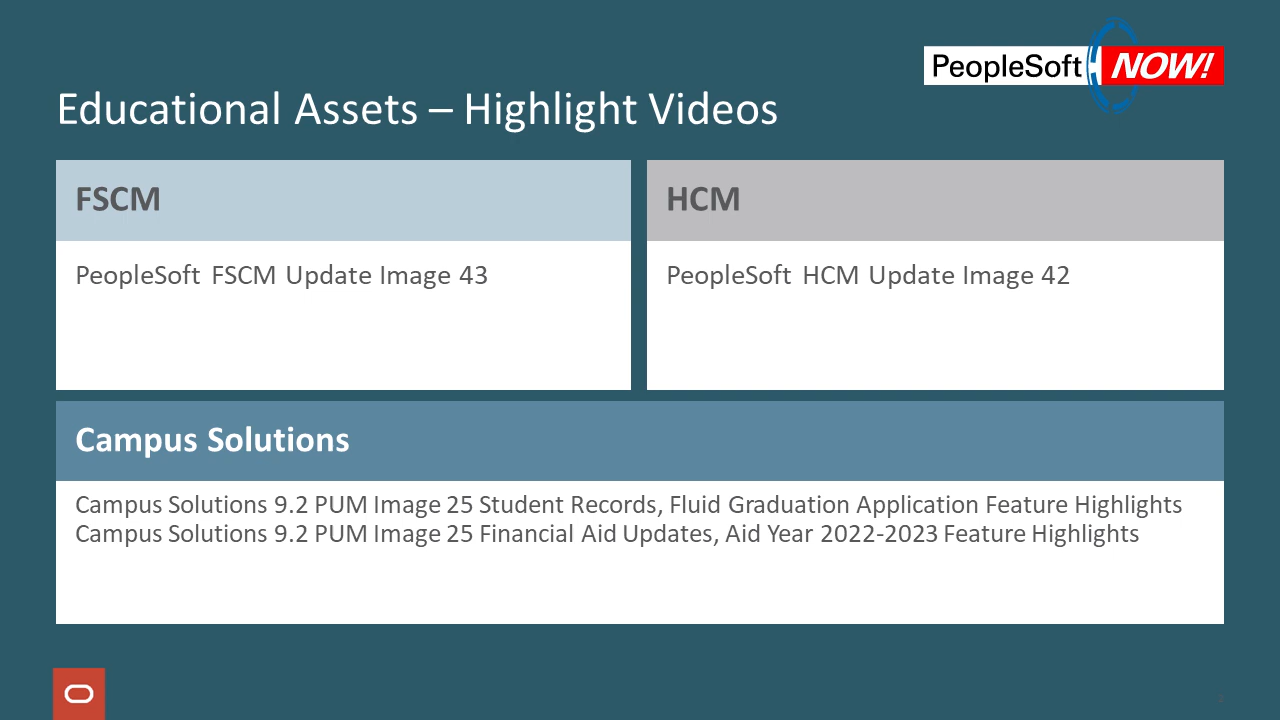 PeopleSoft NOW!
Educational Assets – Highlight Videos
FSCM
PeopleSoft FSCM Update Image 43
HCM
PeopleSoft HCM Update Image 42
Campus Solutions
Campus Solutions 9.2 PUM Image 25 Student Records, Fluid Graduation Application Feature Highlights
Campus Solutions 9.2 PUM Image 25 Financial Aid Updates, Aid Year 2022-2023 Feature Highlights